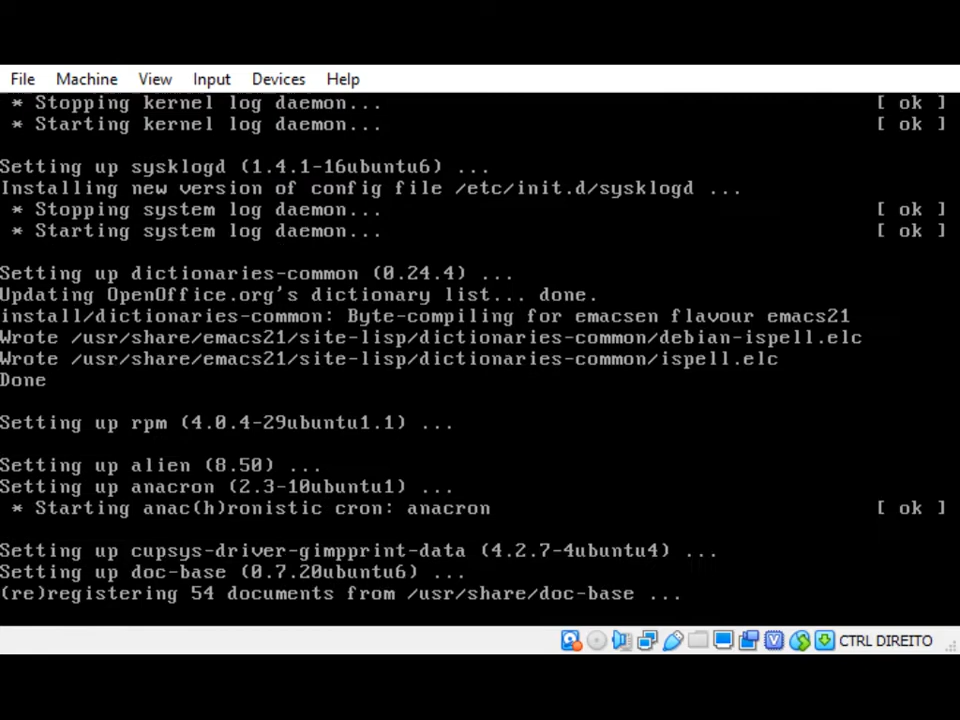 File Machine View Input Devices Help
* Stopping kernel log daemon... [ ok ]
* Starting kernel log daemon... [ ok ]
Setting up sysklogd (1.4.1-16ubuntu6) ...
Installing new version of config file /etc/init.d/sysklogd ...
* Stopping system log daemon... [ ok ]
* Starting system log daemon... [ ok ]
Setting up dictionaries-common (0.24.4) ...
Updating OpenOffice.org's dictionary list... done.
install/dictionaries-common: Byte-compiling for emacsen flavour emacs21
Wrote /usr/share/emacs21/site-lisp/dictionaries-common/debian-ispell.elc
Wrote /usr/share/emacs21/site-lisp/dictionaries-common/ispell.elc
Done
Setting up rpm (4.0.4-29ubuntu1.1) ...
Setting up alien (8.50) ...
Setting up anacron (2.3-10ubuntu1) ...
* Starting anac(h)ronistic cron: anacron [ ok ]
Setting up cupsys-driver-gimpprint-data (4.2.7-4ubuntu4) ...
Setting up doc-base (0.7.20ubuntu6) ...
(re)registering 54 documents from /usr/share/doc-base ...
CTRL DIREITO